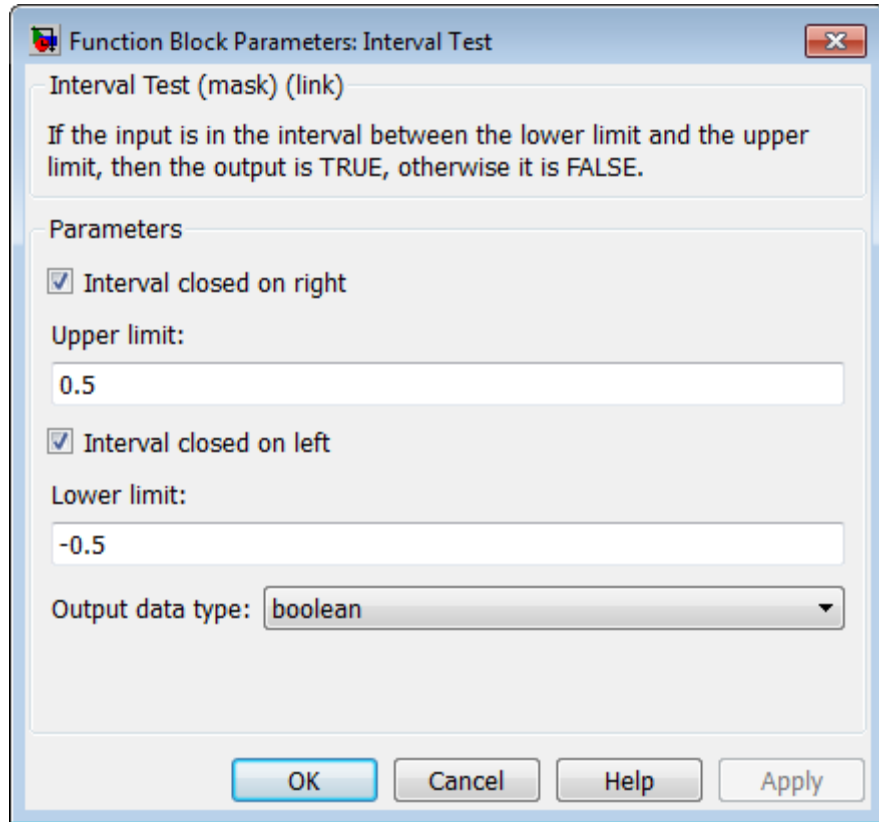 Function Block Parameters: Interval Test
Interval Test (mask) (link)
If the input is in the interval between the lower limit and the upper
limit, then the output is TRUE, otherwise it is FALSE.
Parameters
Interval closed on right
Upper limit:
0.5
Interval closed on left
Lower limit:
-0.5
Output data type: boolean
OK Cancel Help Apply